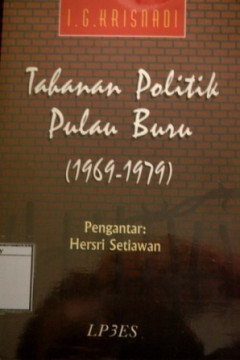 I.G.KRISNADI
Tahanan Politik
Pulau Buru
(1969-1979)
Pengantar:
Hersri Setiawan
LP3ES